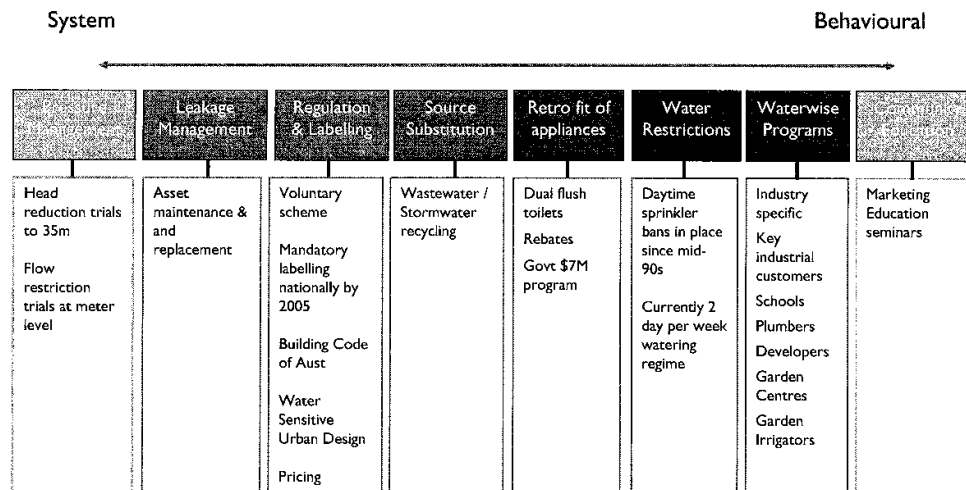 System
Behavioural
Pressure
Management
Leakage
Management
Regulation
& Labelling
Source
Substitution
Retro fit of
appliances
Water
Restrictions
Waterwise
Programs
Community
Education
Head
reduction trials
to 35m
Flow
restriction
trials at meter
level
Asset
maintenance &
and
replacement
Voluntary
scheme
Mandatory
labelling
nationally by
2005
Building Code
of Aust
Water
Sensitive
Urban Design
Pricing
Wastewater /
Stormwater
recycling
Dual flush
toilets
Rebates
Govt $7M
program
Daytime
sprinkler
bans in place
since mid-
90s
Currently 2
day per week
watering
regime
Industry
specific
Key
industrial
customers
Schools
Plumbers
Developers
Garden
Centres
Garden
Irrigators
Marketing
Education
seminars